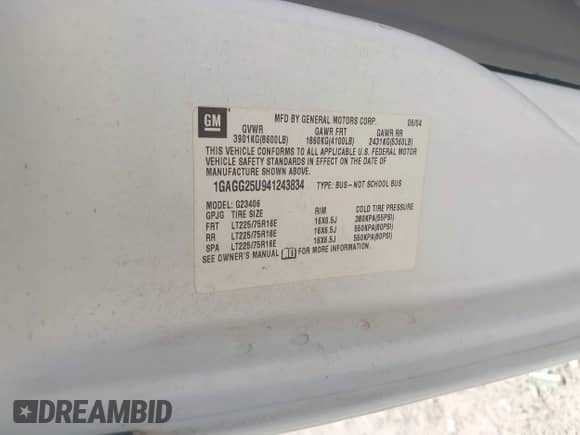 GM
MFD BY GENERAL MOTORS CORP. 06/04
GVWR GAWR FRT GAWR RR
3901KG(8600LB) 1860KG(4100LB) 2431KG(5360LB)
THIS VEHICLE CONFORMS TO ALL APPLICABLE U.S. FEDERAL MOTOR
VEHICLE SAFETY STANDARDS IN EFFECT ON THE DATE OF
MANUFACTURE SHOWN ABOVE.
1GAGG25U941243834 TYPE: BUS-NOT SCHOOL BUS
MODEL: G23406
GPJG TIRE SIZE RIM COLD TIRE PRESSURE
FRT LT225/75R16E 16X6.5J 380KPA(55PSI)
RR LT225/75R16E 16X6.5J 550KPA(80PSI)
SPA LT225/75R16E 16X6.5J 550KPA(80PSI)
SEE OWNER'S MANUAL FOR MORE INFORMATION.
DREAMBID